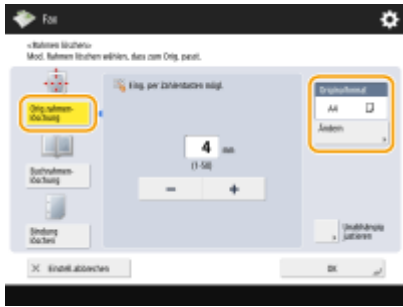 Fax
<Rahmen löschen>
Mod. Rahmen löschen wählen, dass zum Orig. passt.
Orig.rahmen-
löschung
Eing. per Zahlentasten mögl.
Originalformat
A4
Ändern
4 mm
(1-50)
Buchrahmen-
löschung
− +
Bindung
löschen
Unabhängig
justieren
× Einstell. abbrechen
OK